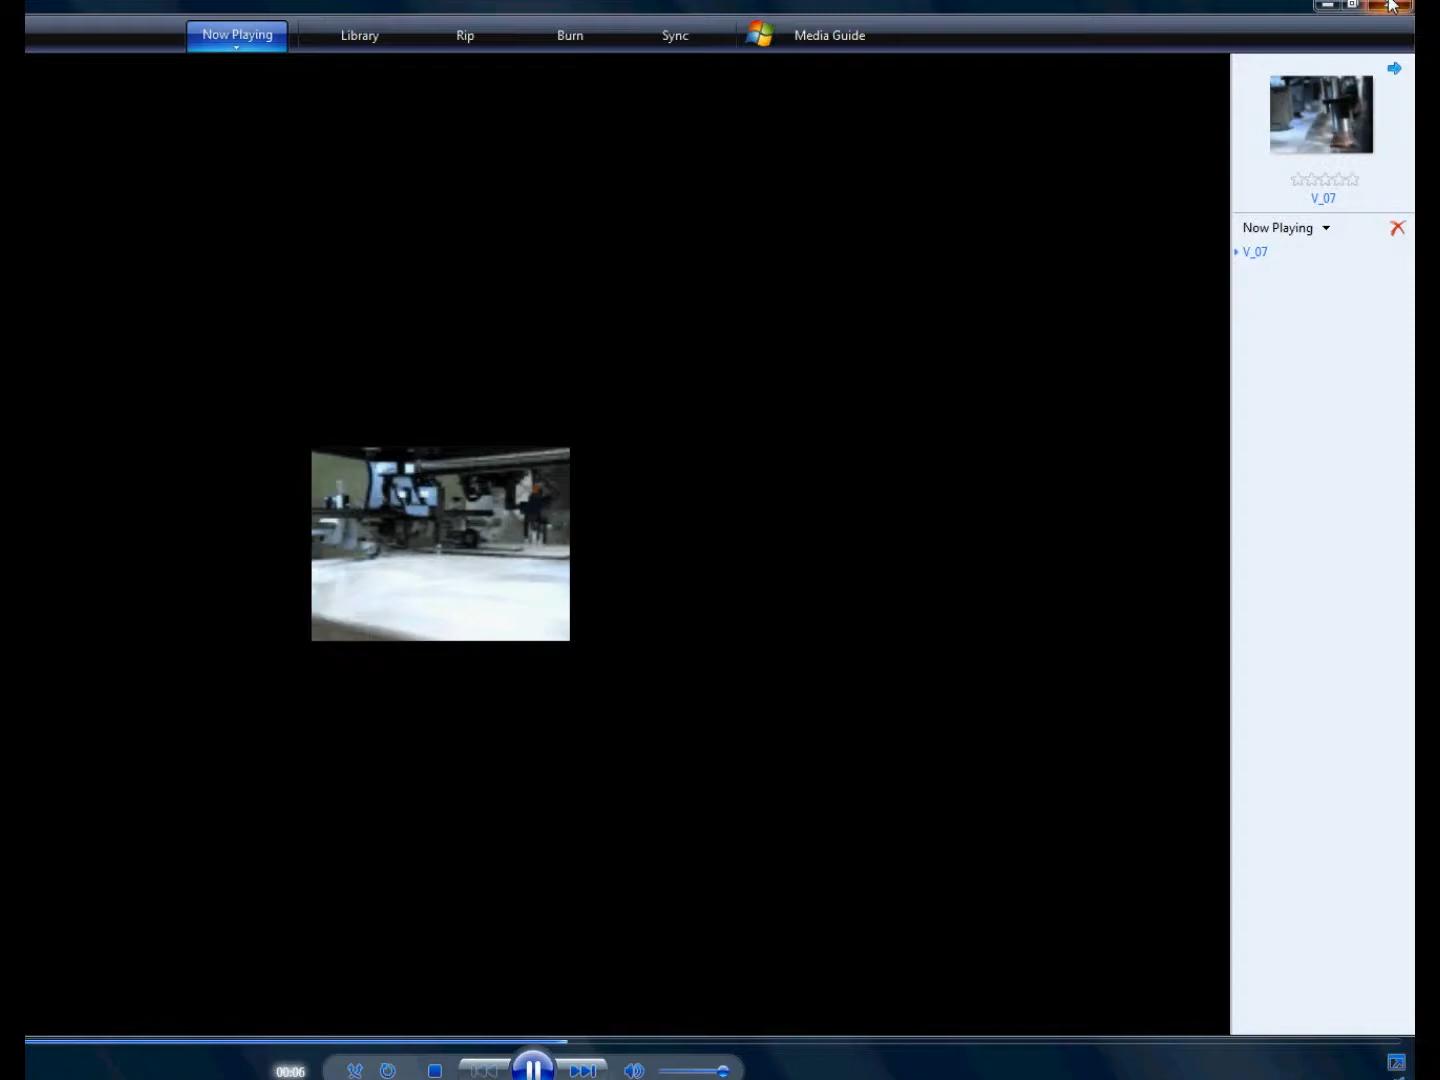 Now Playing Library Rip Burn Sync Media Guide
V_07
Now Playing
V_07
00:06